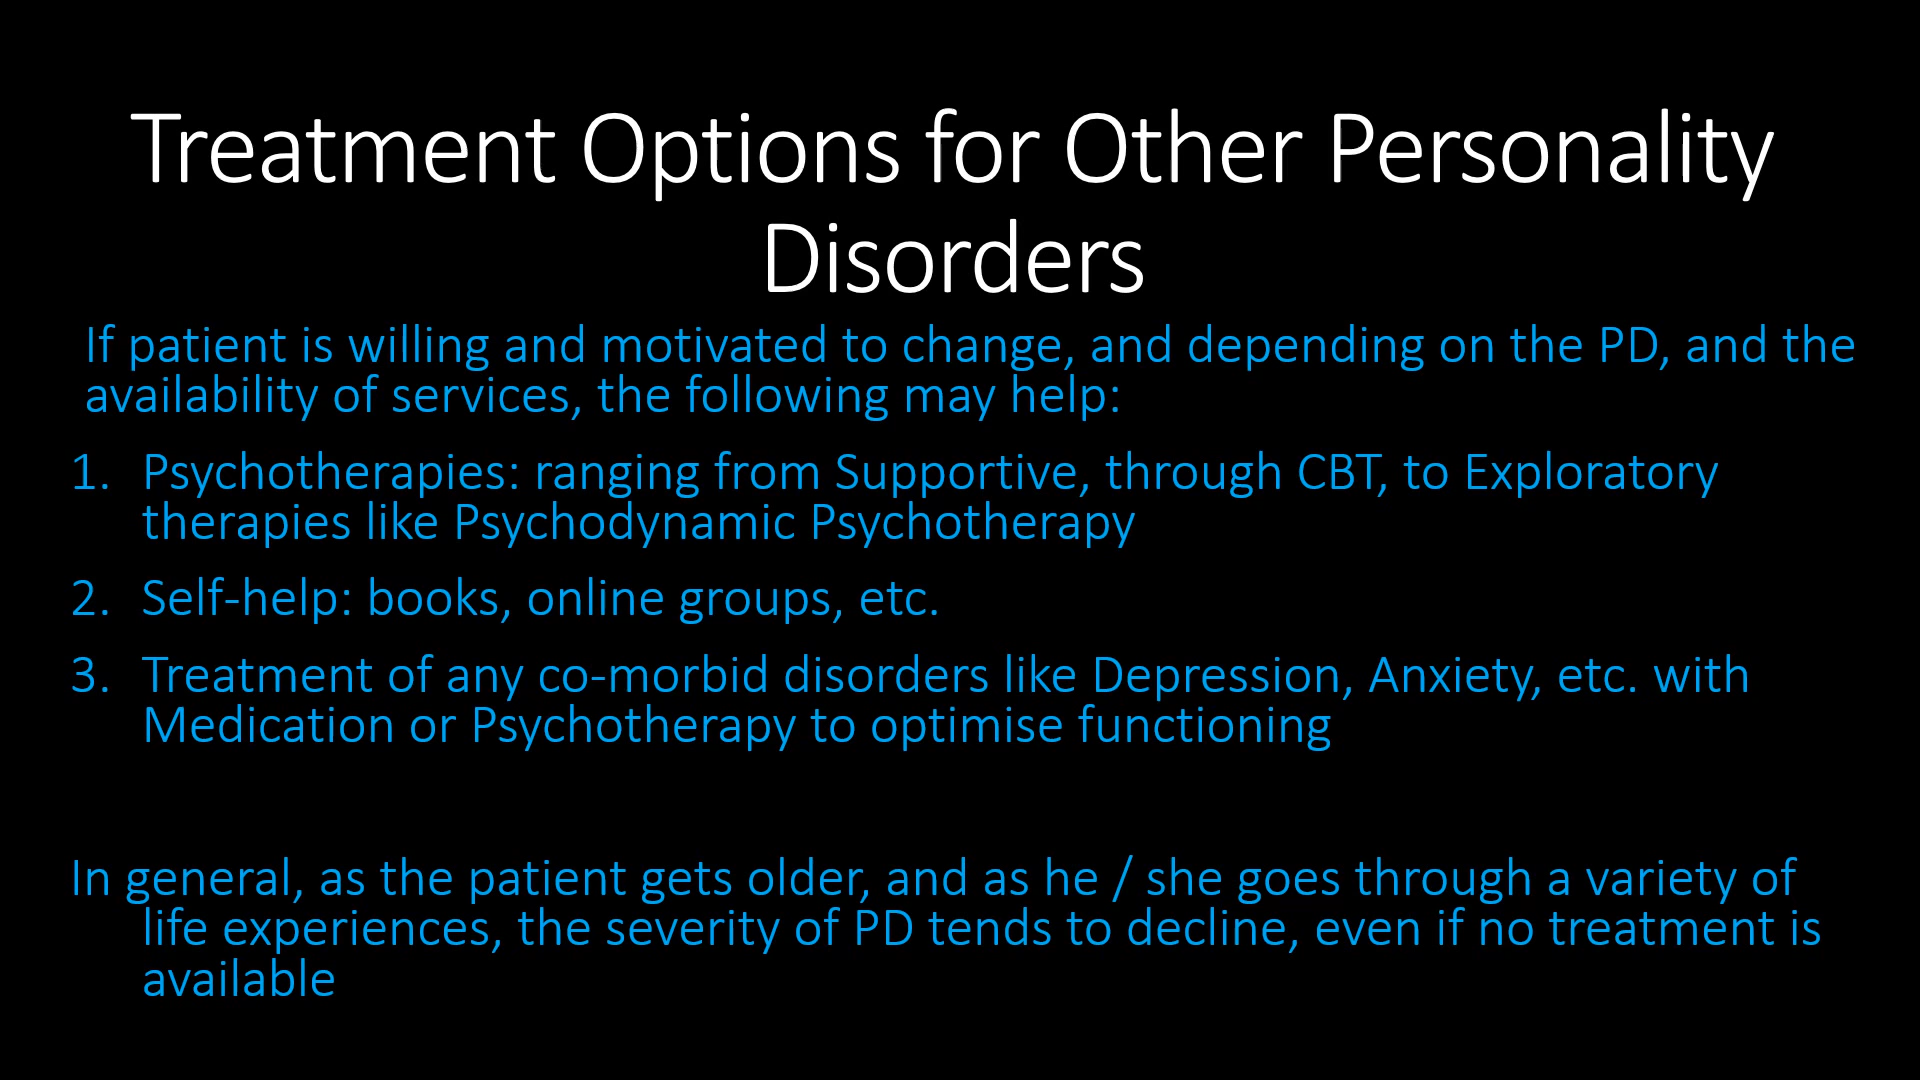 Treatment Options for Other Personality
Disorders
If patient is willing and motivated to change, and depending on the PD, and the
availability of services, the following may help:
1. Psychotherapies: ranging from Supportive, through CBT, to Exploratory
therapies like Psychodynamic Psychotherapy
2. Self-help: books, online groups, etc.
3. Treatment of any co-morbid disorders like Depression, Anxiety, etc. with
Medication or Psychotherapy to optimise functioning
In general, as the patient gets older, and as he / she goes through a variety of
life experiences, the severity of PD tends to decline, even if no treatment is
available